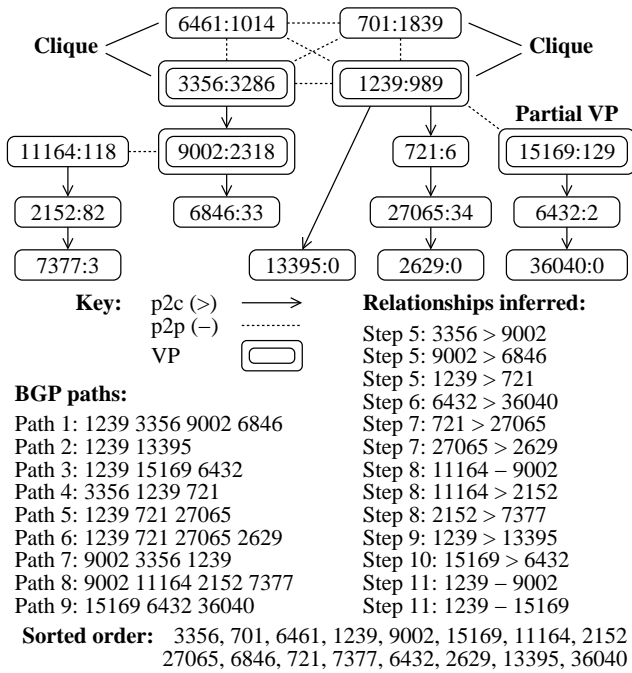 6461:1014 701:1839
Clique Clique
3356:3286 1239:989
Partial VP
11164:118 9002:2318 721:6 15169:129
2152:82 6846:33 27065:34 6432:2
7377:3 13395:0 2629:0 36040:0
Key: p2c (>)
p2p (−)
VP
BGP paths:
Path 1: 1239 3356 9002 6846
Path 2: 1239 13395
Path 3: 1239 15169 6432
Path 4: 3356 1239 721
Path 5: 1239 721 27065
Path 6: 1239 721 27065 2629
Path 7: 9002 3356 1239
Path 8: 9002 11164 2152 7377
Path 9: 15169 6432 36040
Relationships inferred:
Step 5: 3356 > 9002
Step 5: 9002 > 6846
Step 5: 1239 > 721
Step 6: 6432 > 36040
Step 7: 721 > 27065
Step 7: 27065 > 2629
Step 8: 11164 − 9002
Step 8: 11164 > 2152
Step 8: 2152 > 7377
Step 9: 1239 > 13395
Step 10: 15169 > 6432
Step 11: 1239 − 9002
Step 11: 1239 − 15169
Sorted order: 3356, 701, 6461, 1239, 9002, 15169, 11164, 2152
27065, 6846, 721, 7377, 6432, 2629, 13395, 36040